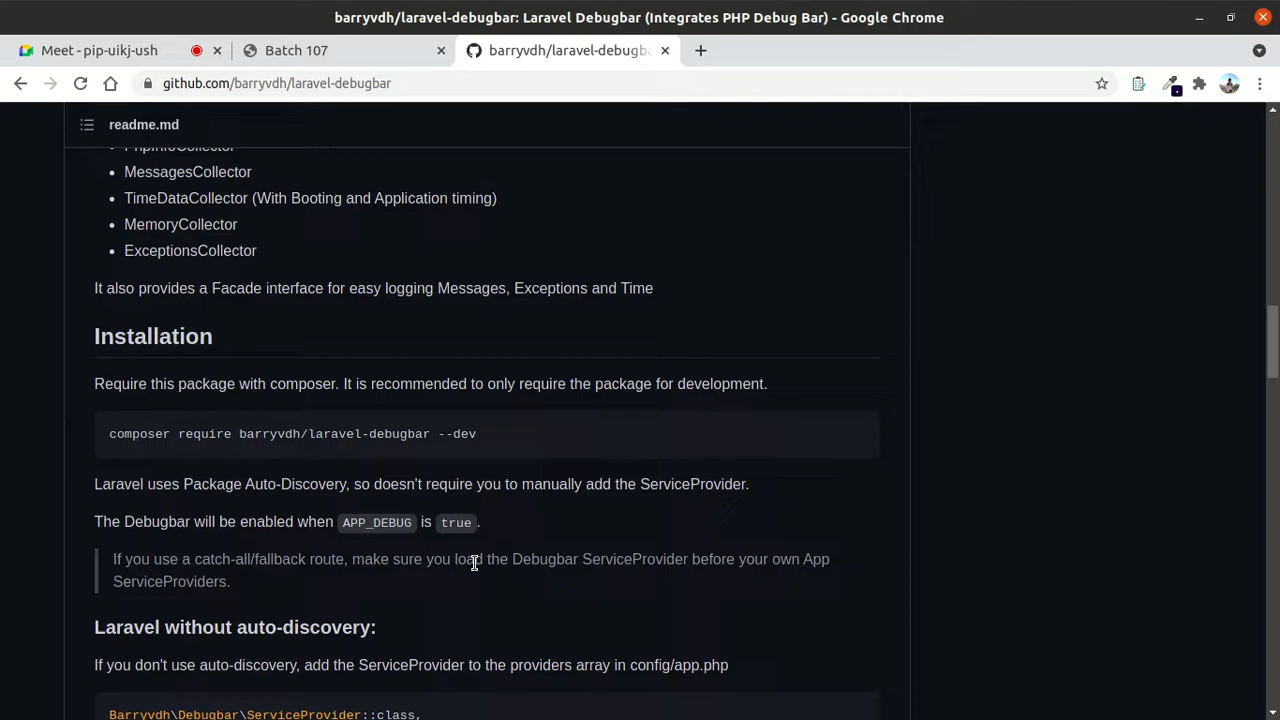 barryvdh/laravel-debugbar: Laravel Debugbar (Integrates PHP Debug Bar) - Google Chrome
Meet - pip-uikj-ush
Batch 107
barryvdh/laravel-debugba
github.com/barryvdh/laravel-debugbar
readme.md
PhpInfoCollector
MessagesCollector
TimeDataCollector (With Booting and Application timing)
MemoryCollector
ExceptionsCollector
It also provides a Facade interface for easy logging Messages, Exceptions and Time
Installation
Require this package with composer. It is recommended to only require the package for development.
composer require barryvdh/laravel-debugbar --dev
Laravel uses Package Auto-Discovery, so doesn't require you to manually add the ServiceProvider.
The Debugbar will be enabled when APP_DEBUG is true.
If you use a catch-all/fallback route, make sure you load the Debugbar ServiceProvider before your own App
ServiceProviders.
Laravel without auto-discovery:
If you don't use auto-discovery, add the ServiceProvider to the providers array in config/app.php
Barryvdh\Debugbar\ServiceProvider::class,